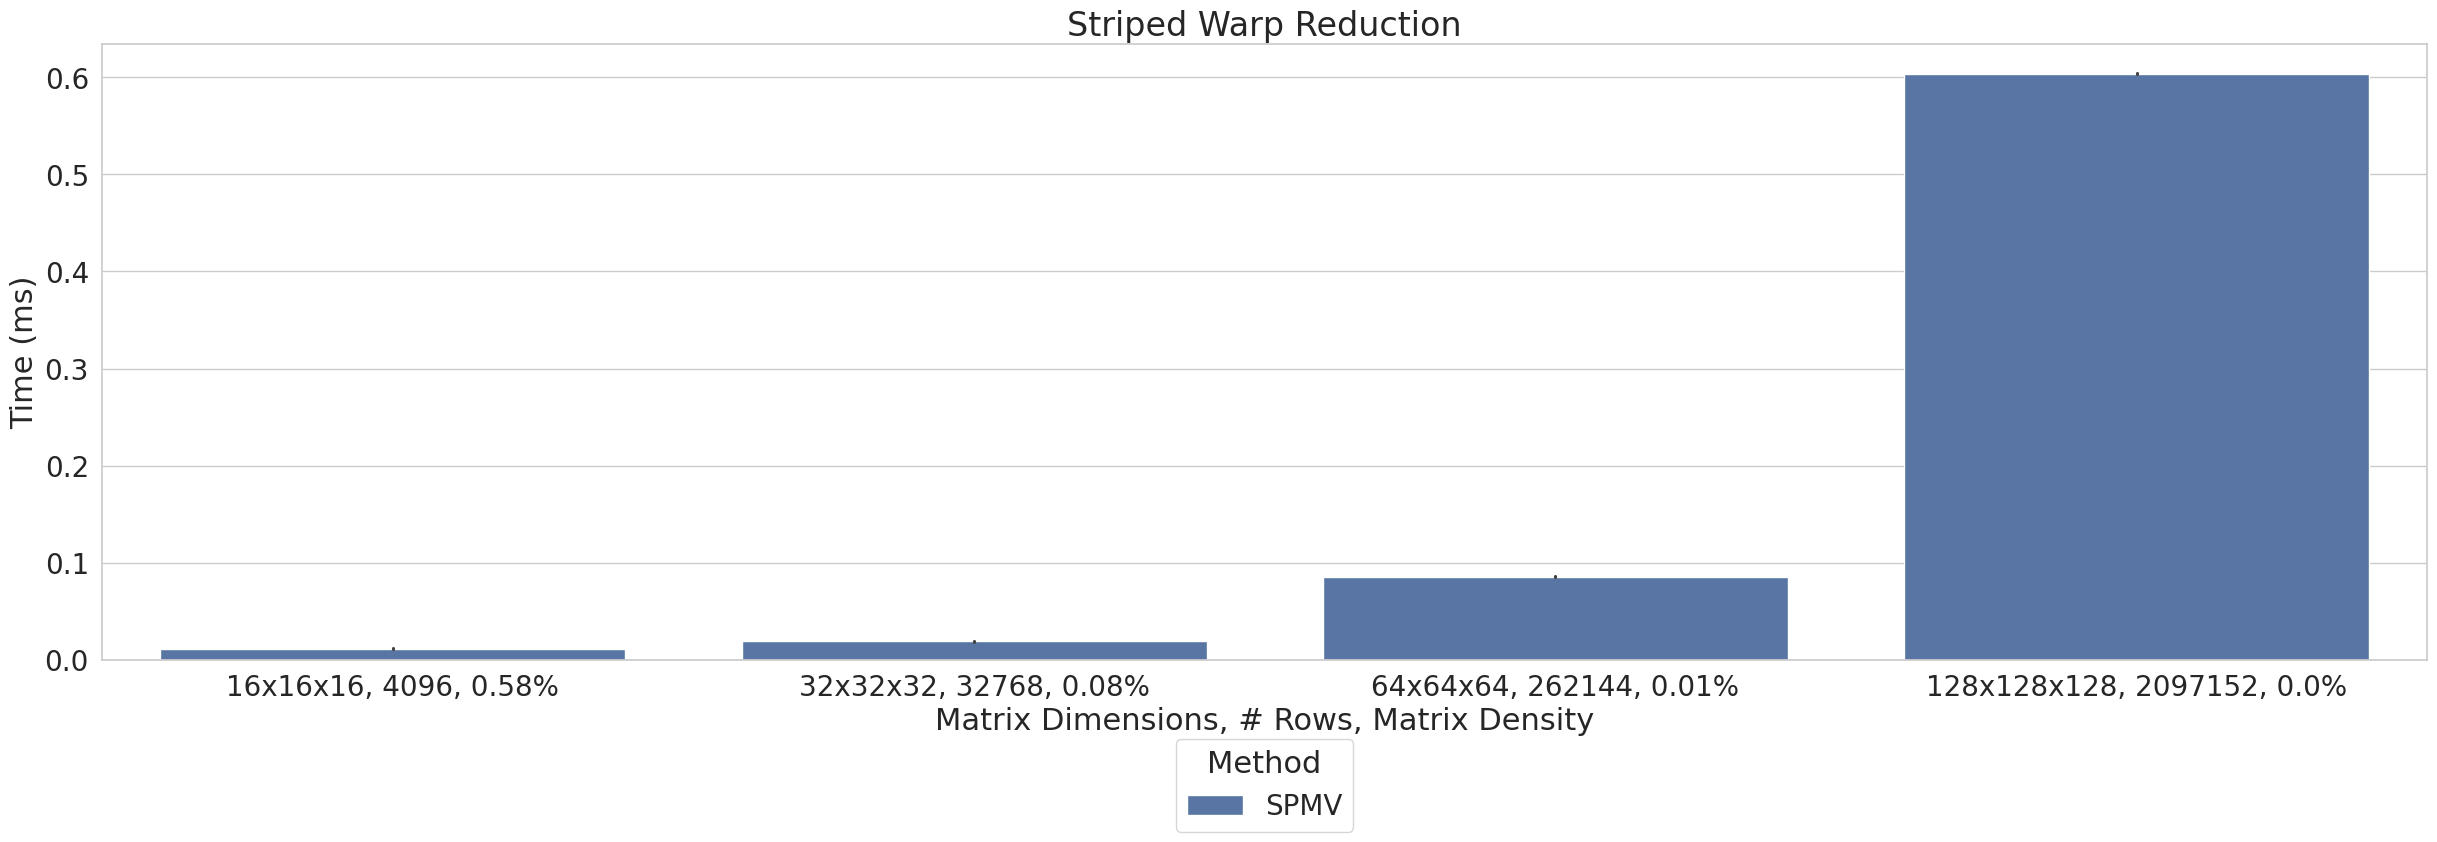 Striped Warp Reduction
0.6
0.5
0.4
0.3
0.2
0.1
0.0
Time (ms)
16x16x16, 4096, 0.58%
32x32x32, 32768, 0.08%
64x64x64, 262144, 0.01%
128x128x128, 2097152, 0.0%
Matrix Dimensions, # Rows, Matrix Density
Method
SPMV